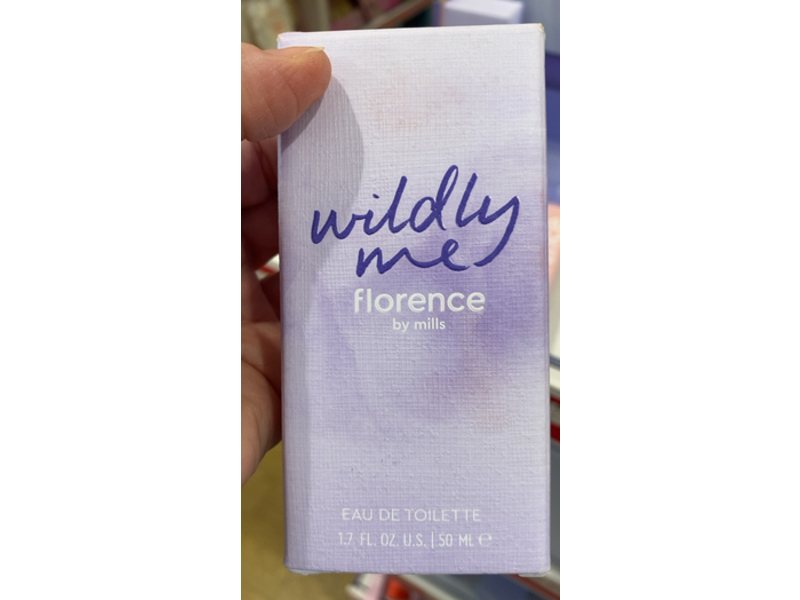 wildly
me
florence
by mills
EAU DE TOILETTE
1.7 FL. OZ. U.S. | 50 ML ℮